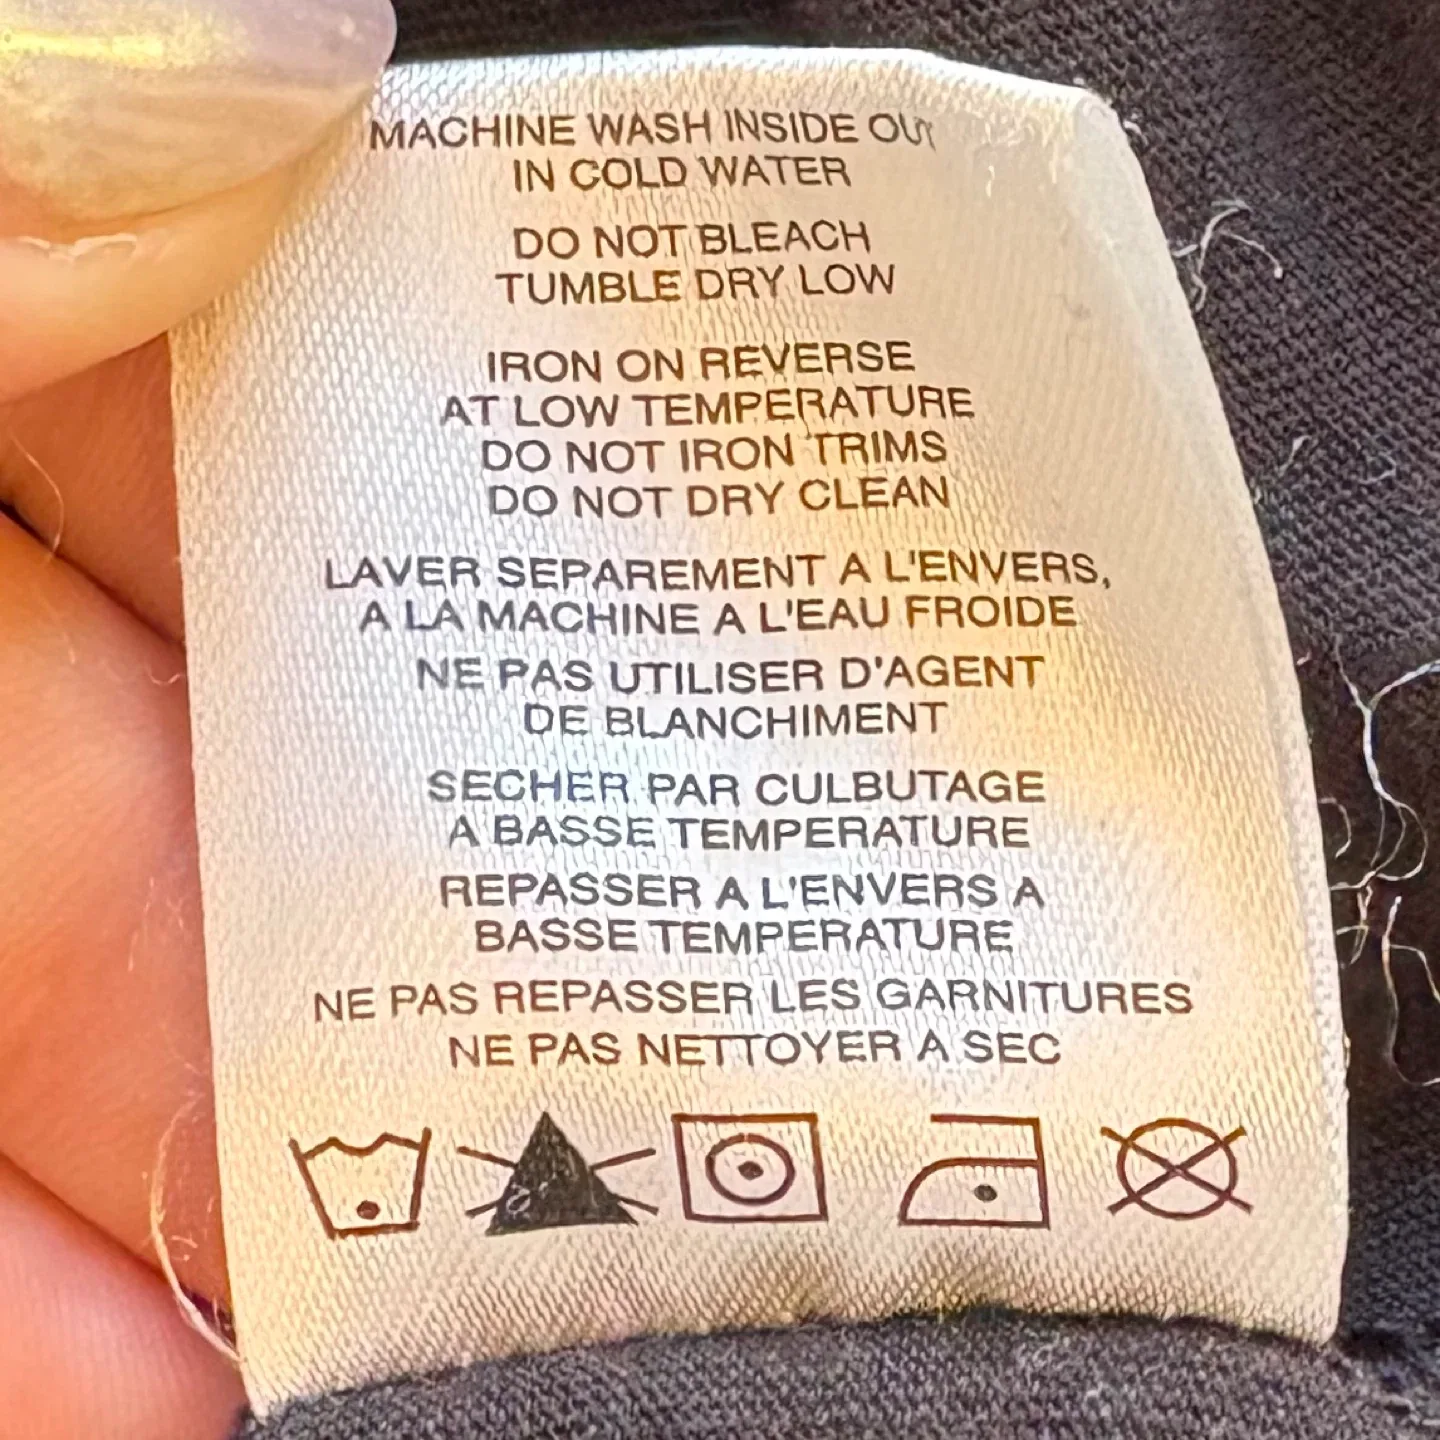 MACHINE WASH INSIDE OUT
IN COLD WATER
DO NOT BLEACH
TUMBLE DRY LOW
IRON ON REVERSE
AT LOW TEMPERATURE
DO NOT IRON TRIMS
DO NOT DRY CLEAN
LAVER SEPAREMENT A L'ENVERS,
A LA MACHINE A L'EAU FROIDE
NE PAS UTILISER D'AGENT
DE BLANCHIMENT
SECHER PAR CULBUTAGE
A BASSE TEMPERATURE
REPASSER A L'ENVERS A
BASSE TEMPERATURE
NE PAS REPASSER LES GARNITURES
NE PAS NETTOYER A SEC